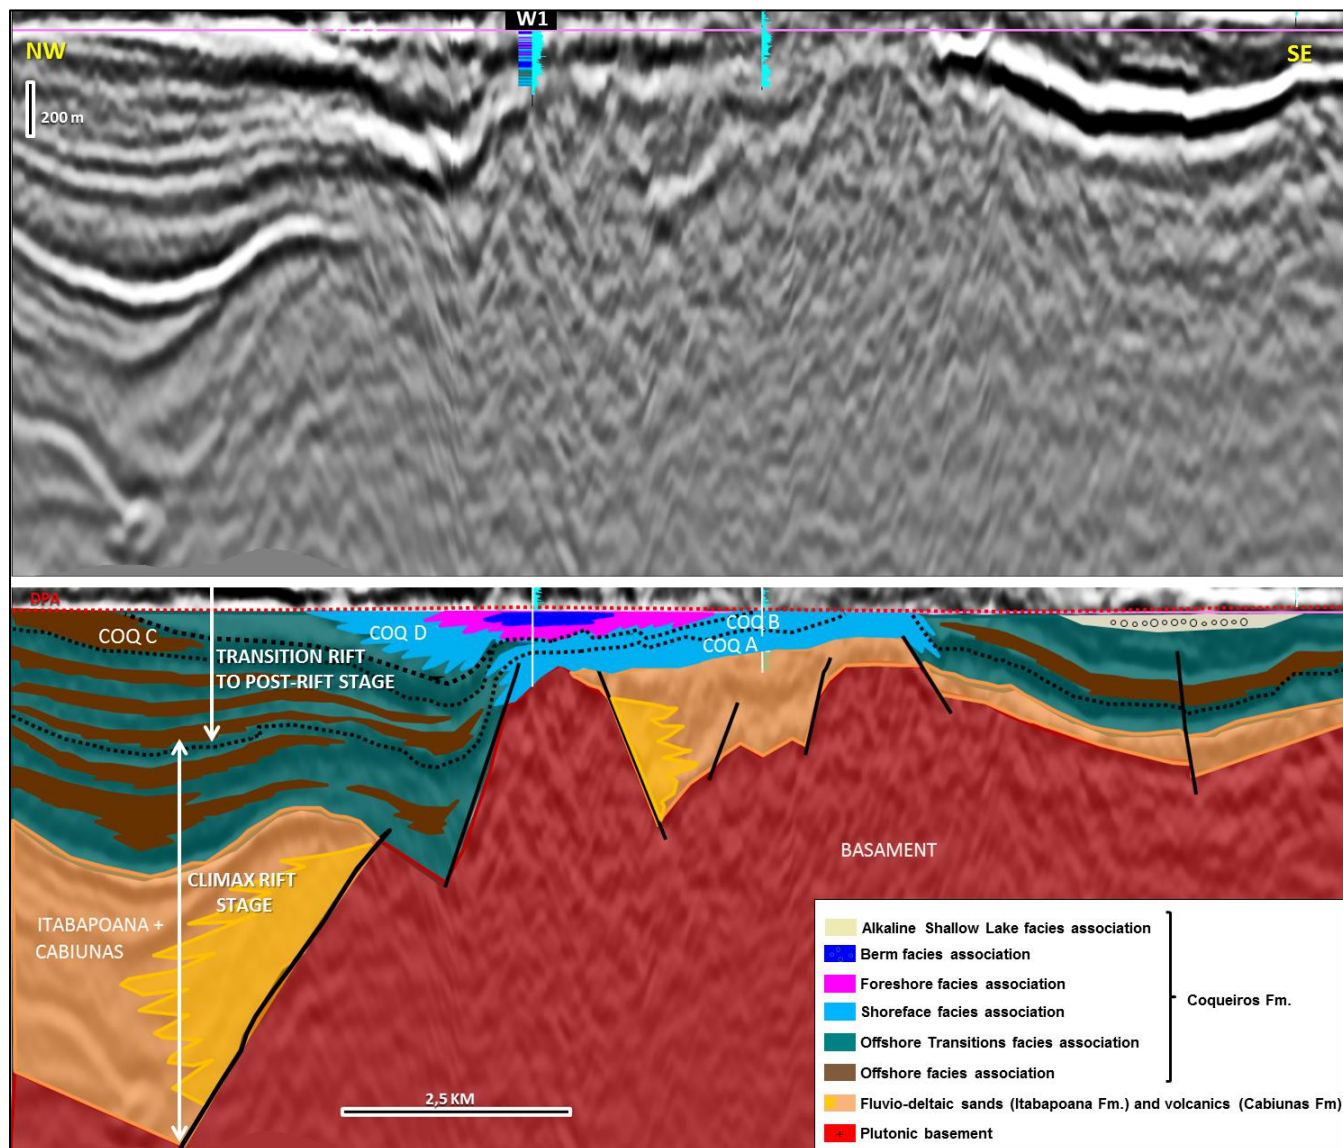 W1
NW
SE
200 m
DPA
COQ C
COQ D
COQ B
COQ A
TRANSITION RIFT
TO POST-RIFT STAGE
CLIMAX RIFT
STAGE
ITABAPOANA +
CABIUNAS
BASAMENT
2,5 KM
Alkaline Shallow Lake facies association
Berm facies association
Foreshore facies association
Shoreface facies association
Coqueiros Fm.
Offshore Transitions facies association
Offshore facies association
Fluvio-deltaic sands (Itabapoana Fm.) and volcanics (Cabiunas Fm)
Plutonic basement